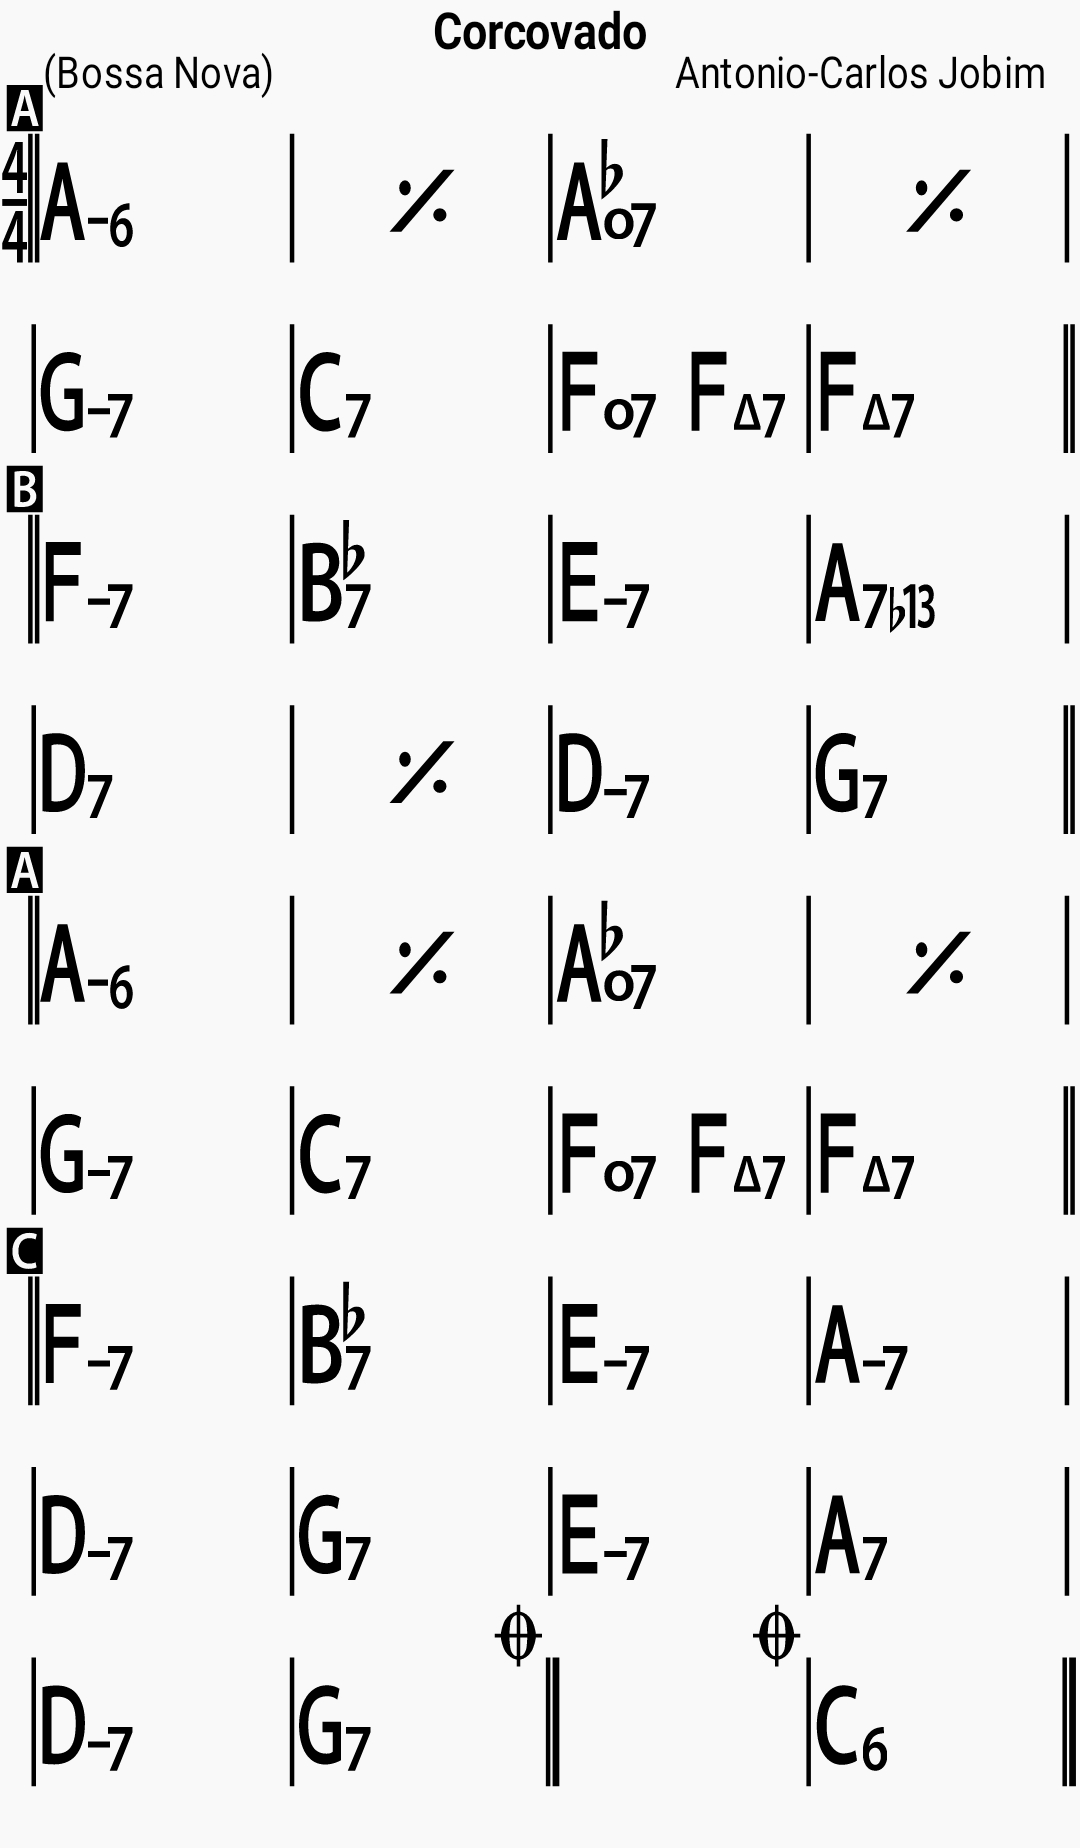 Corcovado
(Bossa Nova) Antonio-Carlos Jobim
A
4/4 A-6 | 𝄎 | A♭o7 | 𝄎
G-7 | C7 | Fo7 FΔ7 | FΔ7
B
F-7 | B♭7 | E-7 | A7♭13
D7 | 𝄎 | D-7 | G7
A
A-6 | 𝄎 | A♭o7 | 𝄎
G-7 | C7 | Fo7 FΔ7 | FΔ7
C
F-7 | B♭7 | E-7 | A-7
D-7 | G7 | E-7 | A7
𝄌 𝄌
D-7 | G7 | C6